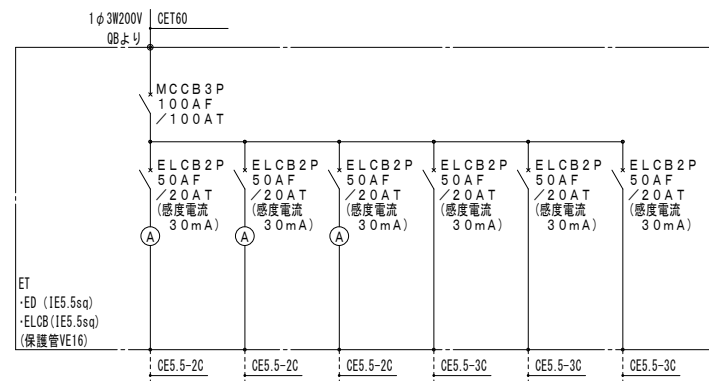 1φ3W200V CET60
QBより
MCCB3P
100AF
/100AT
ELCB2P ELCB2P ELCB2P ELCB2P ELCB2P ELCB2P
50AF 50AF 50AF 50AF 50AF 50AF
/20AT /20AT /20AT /20AT /20AT /20AT
(感度電流 (感度電流 (感度電流 (感度電流 (感度電流 (感度電流
30mA) 30mA) 30mA) 30mA) 30mA) 30mA)
A A A
ET
・ED (IE5.5sq)
・ELCB(IE5.5sq)
(保護管VE16)
CE5.5-2C CE5.5-2C CE5.5-2C CE5.5-3C CE5.5-3C CE5.5-3C